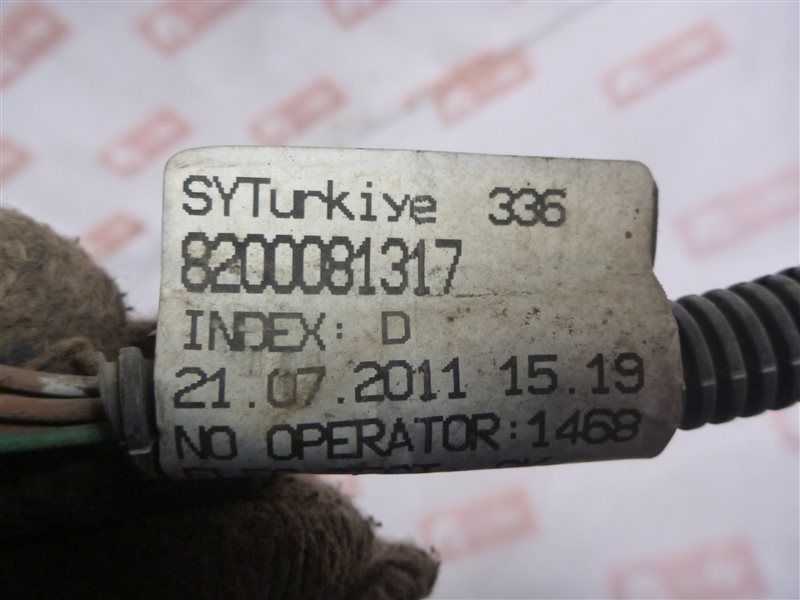 SYTurkiye 336
8200081317
INDEX: D
21.07.2011 15.19
NO OPERATOR:1468